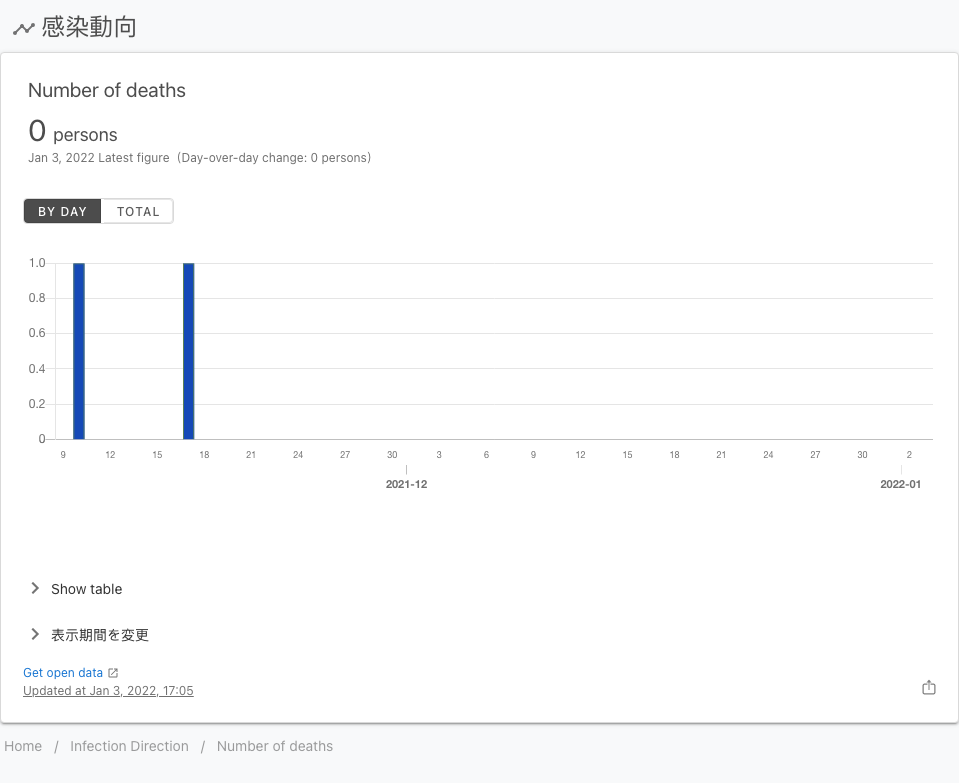 感染動向
Number of deaths
0 persons
Jan 3, 2022 Latest figure (Day-over-day change: 0 persons)
BY DAY TOTAL
1.0
0.8
0.6
0.4
0.2
0
9 12 15 18 21 24 27 30 3 6 9 12 15 18 21 24 27 30 2
2021-12 2022-01
Show table
表示期間を変更
Get open data
Updated at Jan 3, 2022, 17:05
Home / Infection Direction / Number of deaths